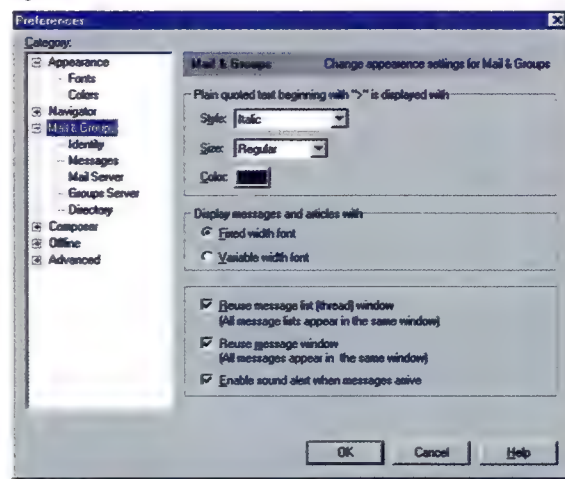 Preferences
Category:
Appearance
Fonts
Colors
Navigator
Mail & Groups
Identity
Messages
Mail Server
Groups Server
Directory
Composer
Offline
Advanced
Mail & Groups Change appearance settings for Mail & Groups
Plain quoted text beginning with ">" is displayed with
Style: Italic
Size: Regular
Color:
Display messages and articles with
Fixed width font
Variable width font
Reuse message list (thread) window
(All message lists appear in the same window)
Reuse message window
(All messages appear in the same window)
Enable sound alert when messages arrive
OK Cancel Help